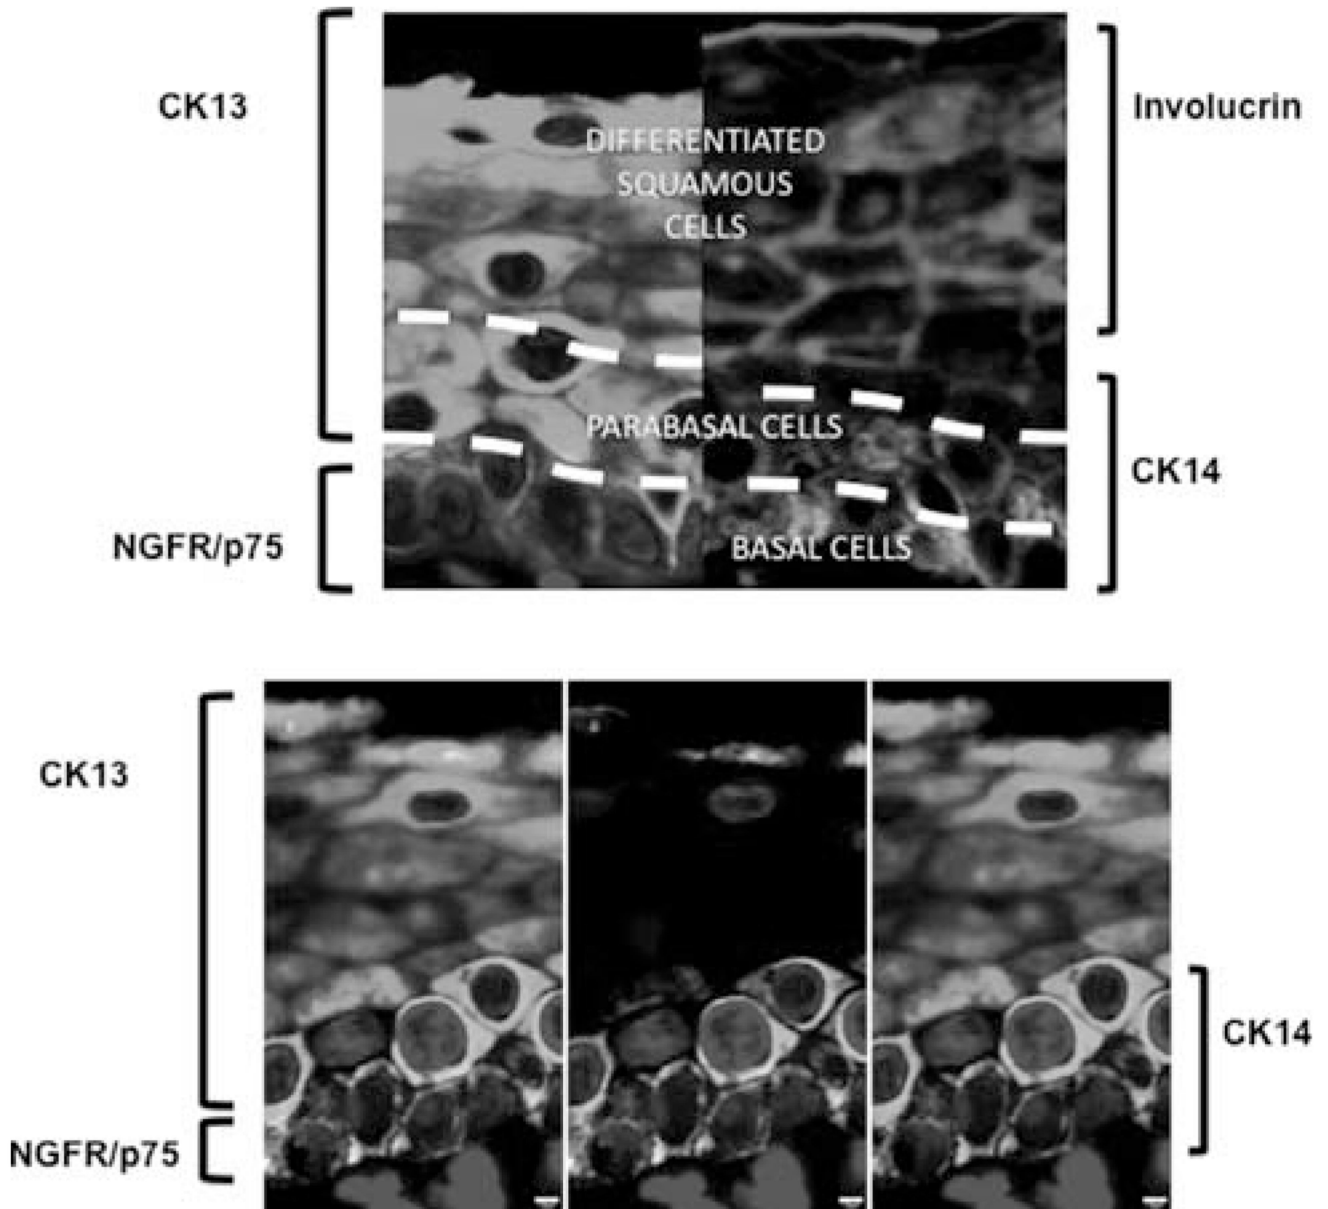 CK13
Involucrin
DIFFERENTIATED
SQUAMOUS
CELLS
PARABASAL CELLS
CK14
NGFR/p75
BASAL CELLS
CK13
CK14
NGFR/p75